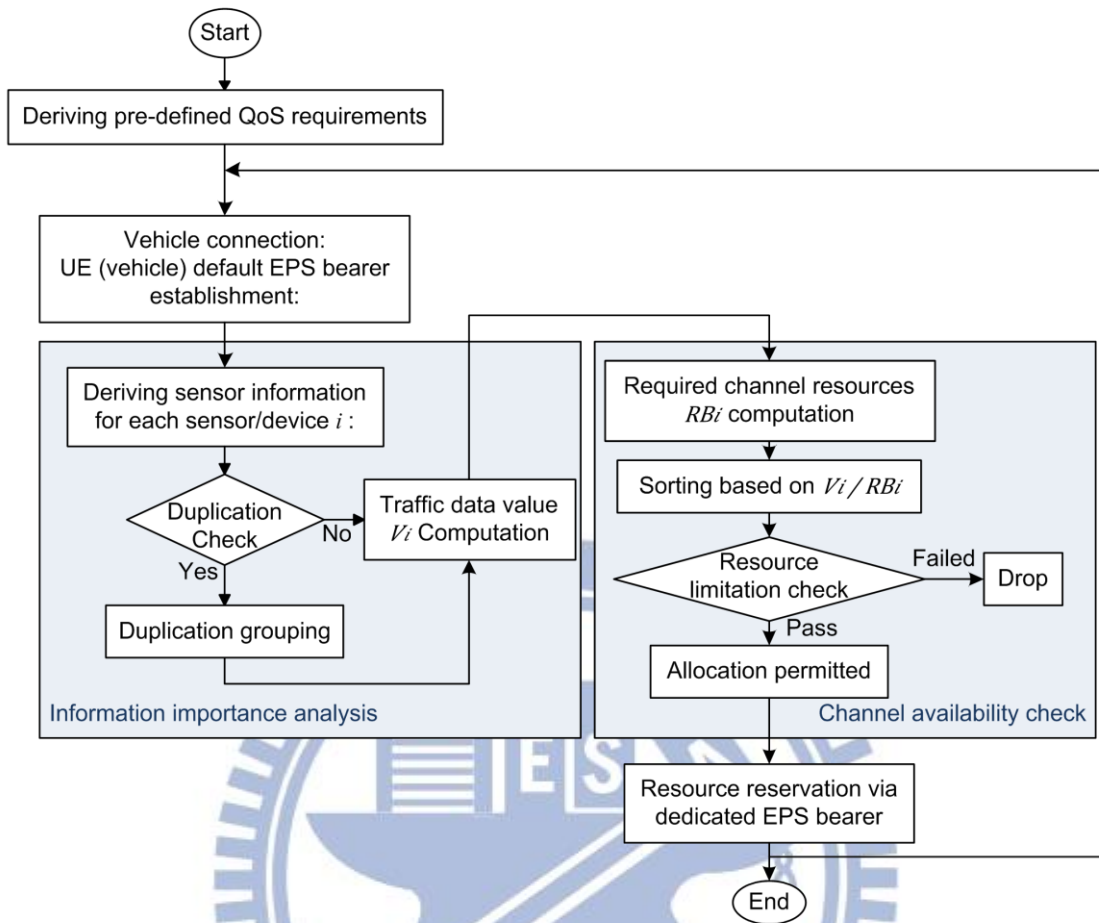 Start
Deriving pre-defined QoS requirements
Vehicle connection:
UE (vehicle) default EPS bearer
establishment:
Deriving sensor information
for each sensor/device i :
Duplication
Check
No
Yes
Traffic data value
Vi Computation
Duplication grouping
Information importance analysis
Required channel resources
RBi computation
Sorting based on Vi / RBi
Resource
limitation check
Failed
Drop
Pass
Allocation permitted
Channel availability check
Resource reservation via
dedicated EPS bearer
End
E S
8